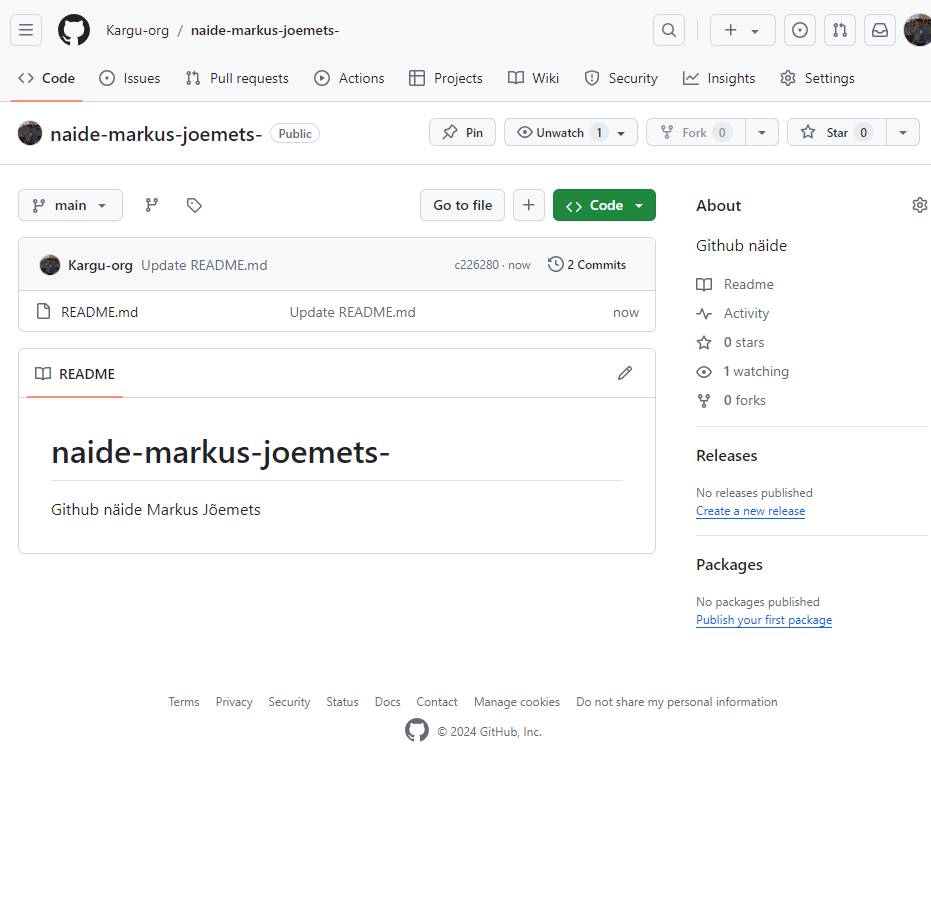 Kargu-org / naide-markus-joemets-
Code Issues Pull requests Actions Projects Wiki Security Insights Settings
naide-markus-joemets- Public Pin Unwatch 1 Fork 0 Star 0
main Go to file + Code
Kargu-org Update README.md c226280 · now 2 Commits
README.md Update README.md now
README
naide-markus-joemets-
Github näide Markus Jõemets
About
Github näide
Readme
Activity
0 stars
1 watching
0 forks
Releases
No releases published
Create a new release
Packages
No packages published
Publish your first package
Terms Privacy Security Status Docs Contact Manage cookies Do not share my personal information
© 2024 GitHub, Inc.